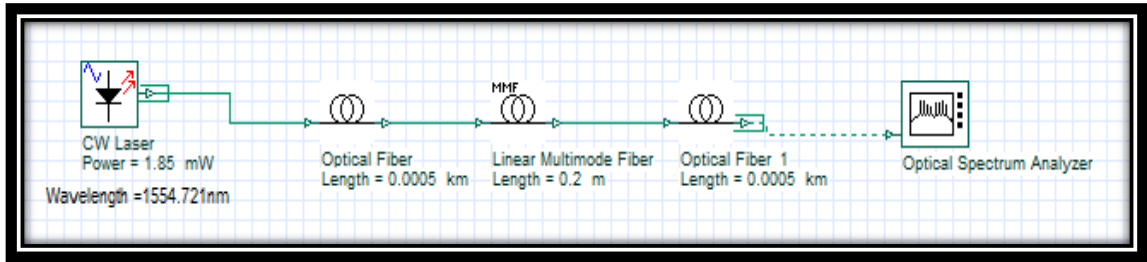 MMF
CW Laser
Power = 1.85 mW
Wavelength =1554.721nm
Optical Fiber
Length = 0.0005 km
Linear Multimode Fiber
Length = 0.2 m
Optical Fiber 1
Length = 0.0005 km
Optical Spectrum Analyzer